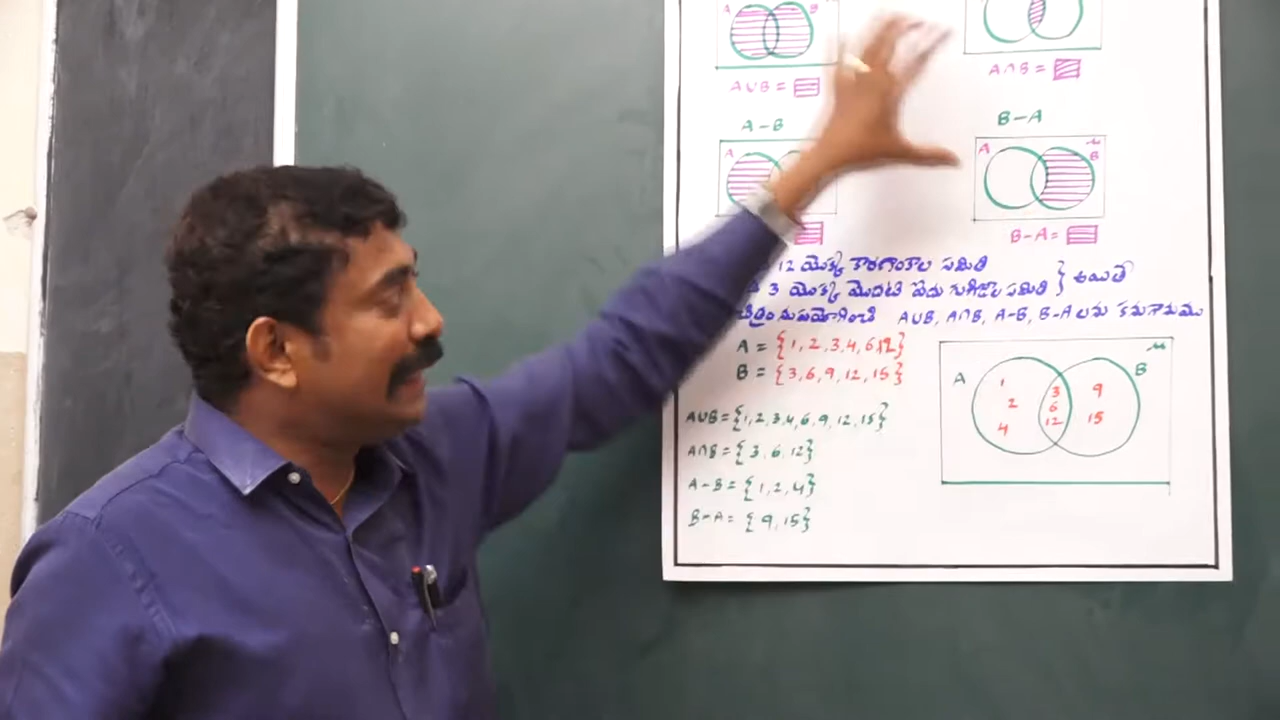 A B
A∪B =
A∩B =
A-B B-A
A
A μ B
B-A =
12 యొక్క కారణాంకాల సమితి
3 యొక్క మొదటి ఐదు గుణిజాల సమితి } అయితే
A∪B, A∩B, A-B, B-A లను కనుగొనుము
A = {1, 2, 3, 4, 6, 12}
B = {3, 6, 9, 12, 15}
A∪B = {1, 2, 3, 4, 6, 9, 12, 15}
A∩B = {3, 6, 12}
A-B = {1, 2, 4}
B-A = {9, 15}
μ
A B
1 3 9
2 6
4 12 15